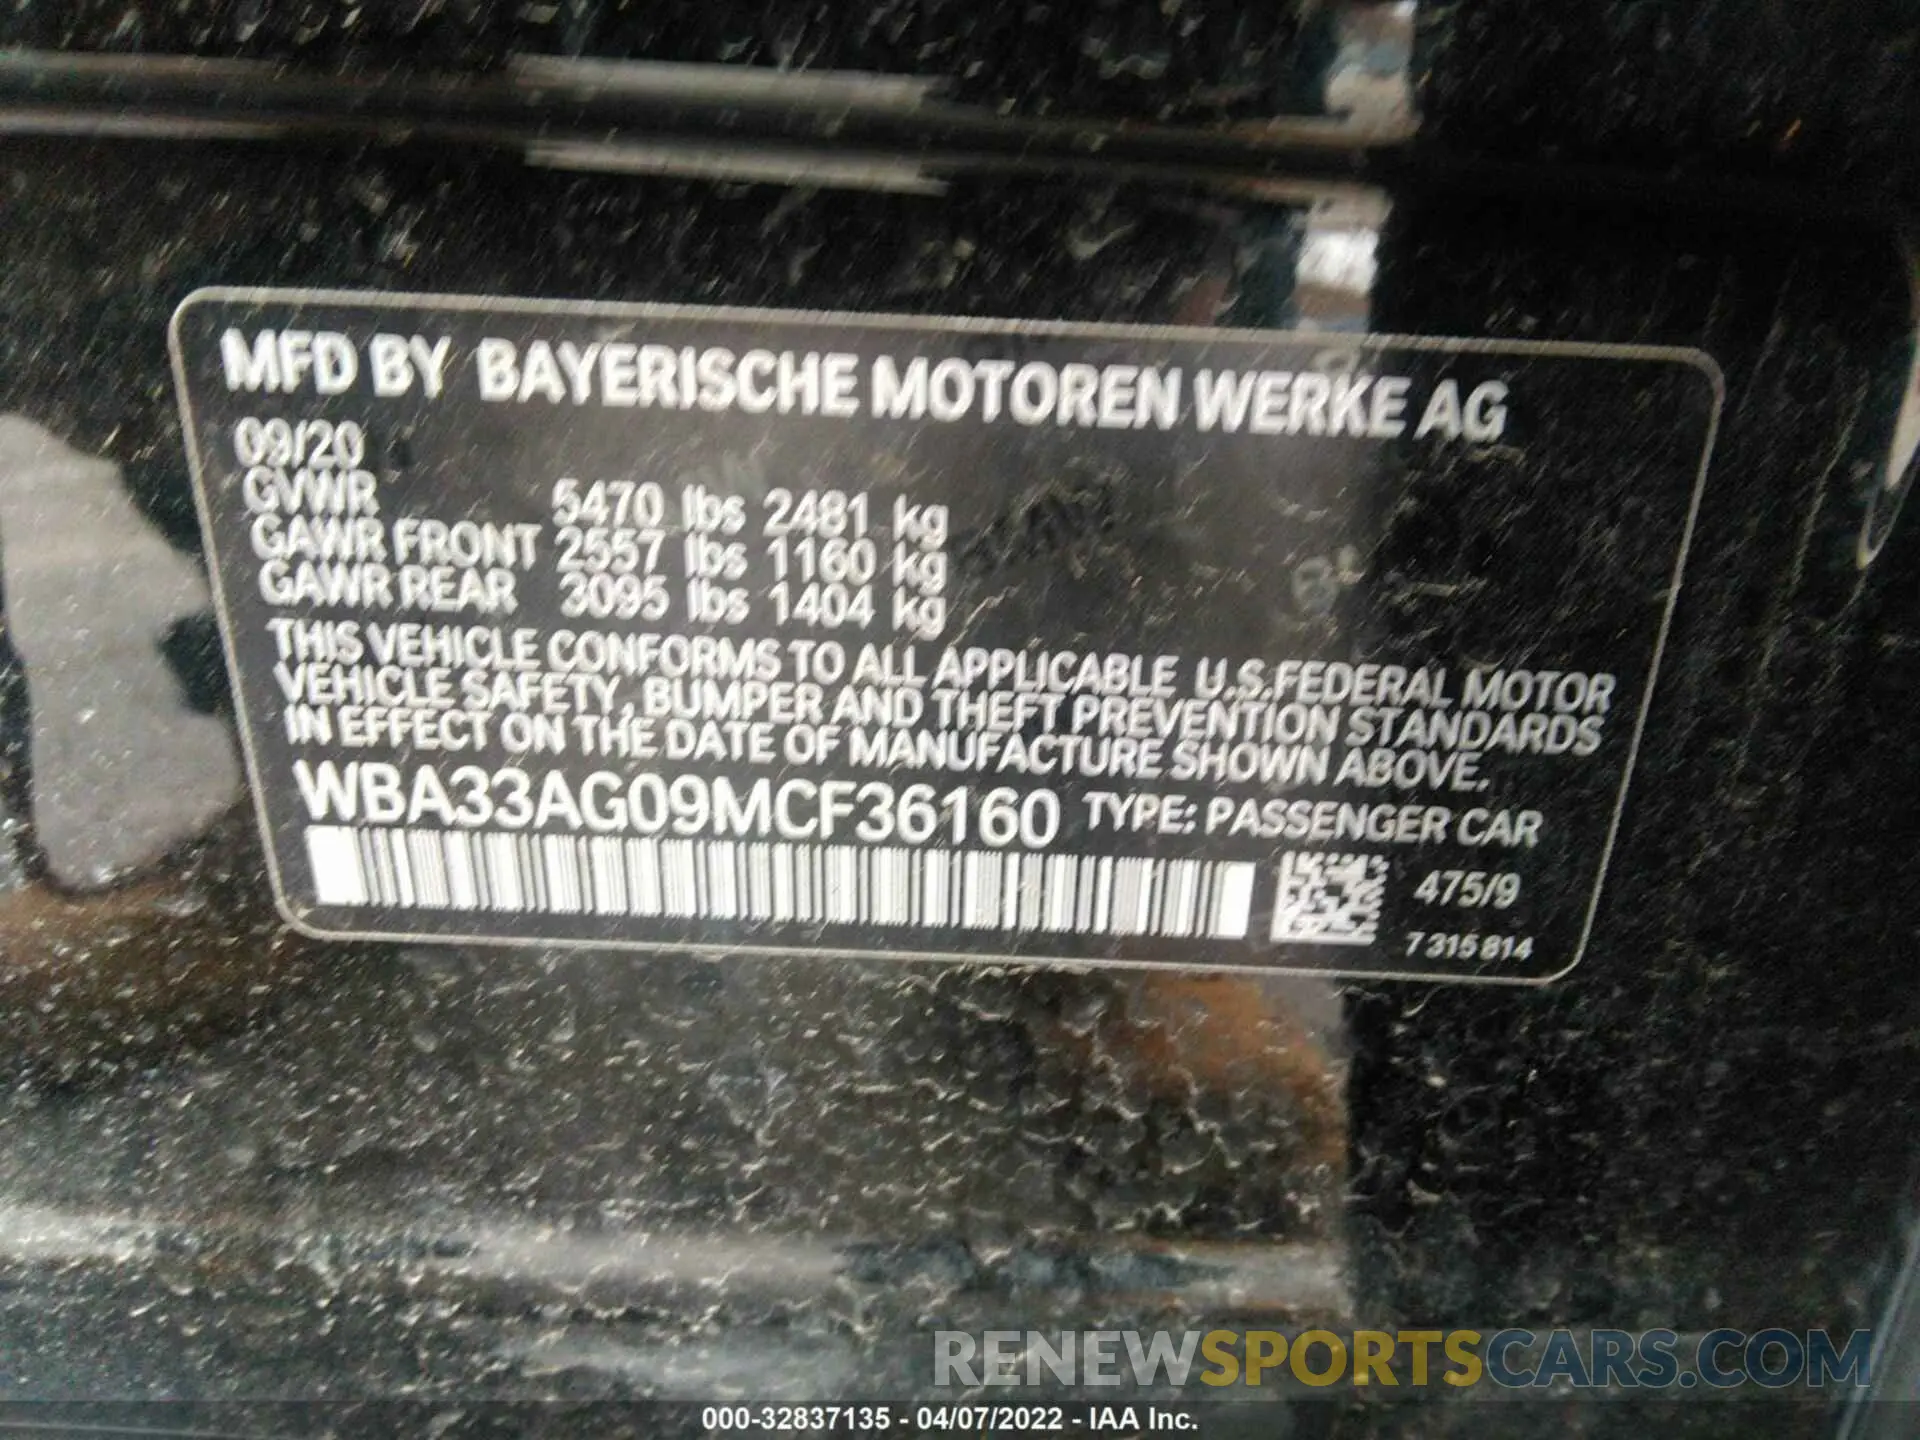 MFD BY BAYERISCHE MOTOREN WERKE AG
09/20
GVWR 5470 lbs 2481 kg
GAWR FRONT 2557 lbs 1160 kg
GAWR REAR 3095 lbs 1404 kg
THIS VEHICLE CONFORMS TO ALL APPLICABLE U.S.FEDERAL MOTOR
VEHICLE SAFETY, BUMPER AND THEFT PREVENTION STANDARDS
IN EFFECT ON THE DATE OF MANUFACTURE SHOWN ABOVE.
WBA33AG09MCF36160 TYPE: PASSENGER CAR
475/9
7 315 814
RENEWSPORTSCARS.COM
000-32837135 - 04/07/2022 - IAA Inc.